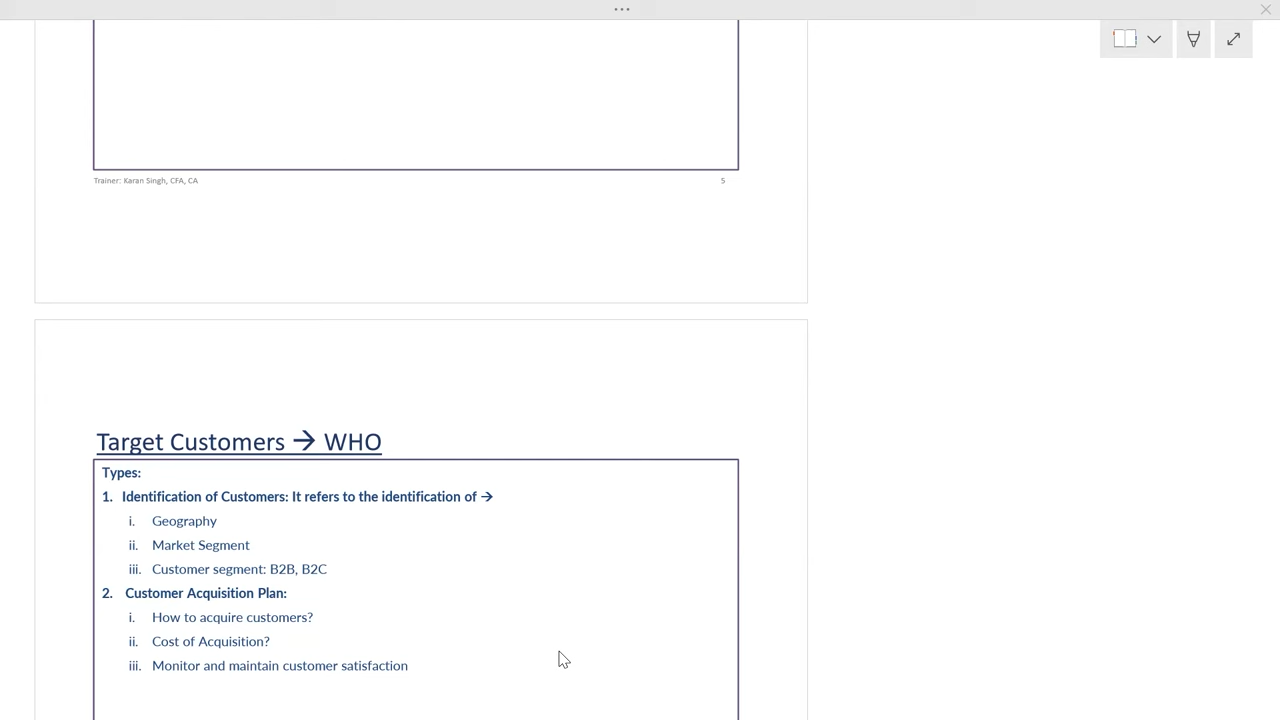 Trainer: Karan Singh, CFA, CA
5
Target Customers → WHO
Types:
1. Identification of Customers: It refers to the identification of →
i. Geography
ii. Market Segment
iii. Customer segment: B2B, B2C
2. Customer Acquisition Plan:
i. How to acquire customers?
ii. Cost of Acquisition?
iii. Monitor and maintain customer satisfaction